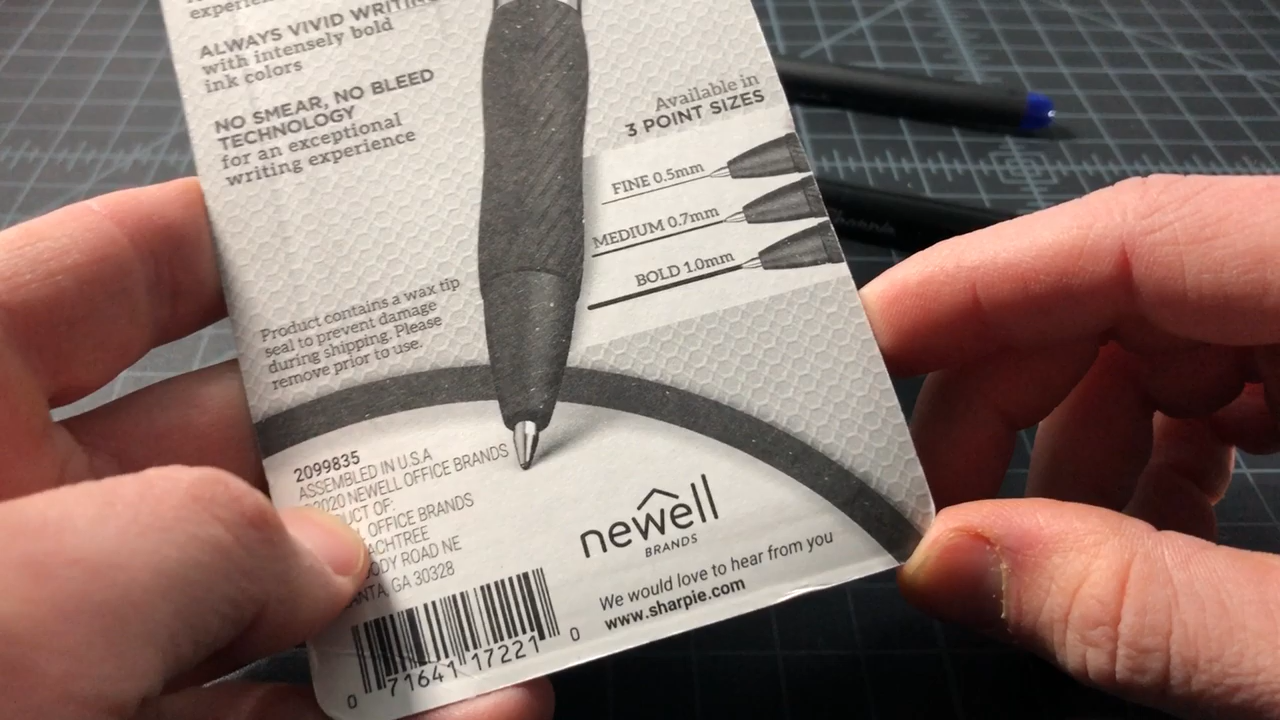 ALWAYS VIVID WRITING
with intensely bold
ink colors
NO SMEAR, NO BLEED
TECHNOLOGY
for an exceptional
writing experience
Available in
3 POINT SIZES
FINE 0.5mm
MEDIUM 0.7mm
BOLD 1.0mm
Product contains a wax tip
seal to prevent damage
during shipping. Please
remove prior to use.
2099835
ASSEMBLED IN U.S.A
2020 NEWELL OFFICE BRANDS
UCT OF:
OFFICE BRANDS
ACHTREE
ODY ROAD NE
ANTA, GA 30328
0 71641 17221 0
newell
BRANDS
We would love to hear from you
www.sharpie.com